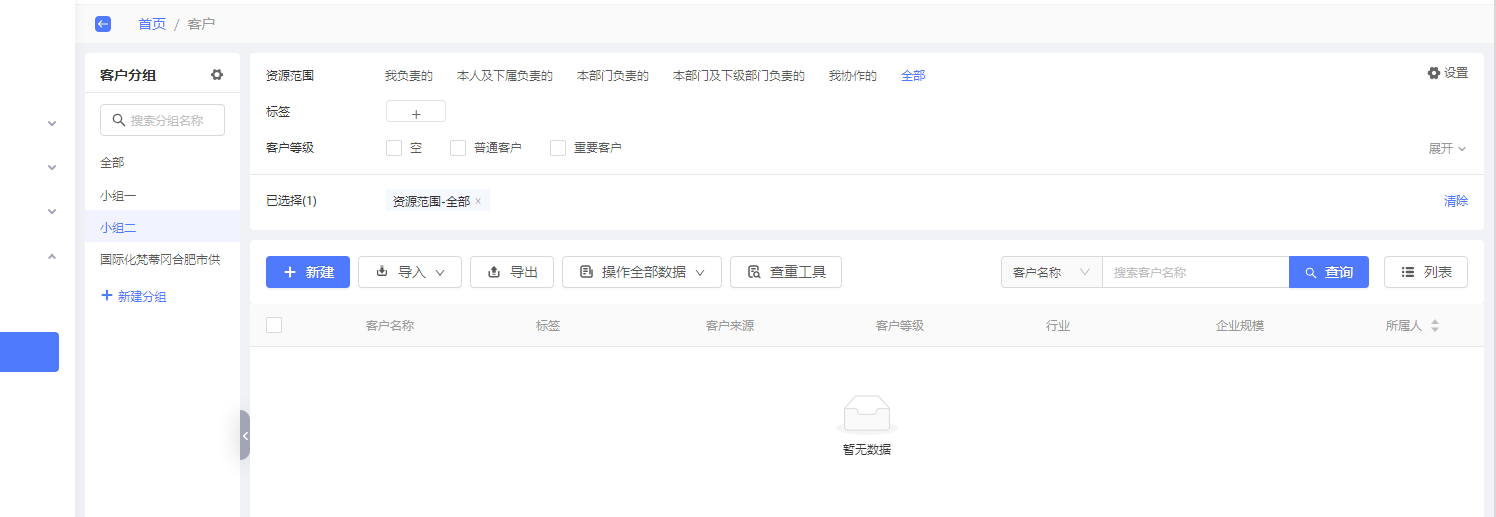 首页 / 客户
客户分组
搜索分组名称
全部
小组一
小组二
国际化梵蒂冈合肥市供
+ 新建分组
资源范围 我负责的 本人及下属负责的 本部门负责的 本部门及下级部门负责的 我协作的 全部 设置
标签 +
客户等级 空 普通客户 重要客户 展开
已选择(1) 资源范围-全部 × 清除
+ 新建 导入 导出 操作全部数据 查重工具 客户名称 搜索客户名称 查询 列表
客户名称 标签 客户来源 客户等级 行业 企业规模 所属人
暂无数据